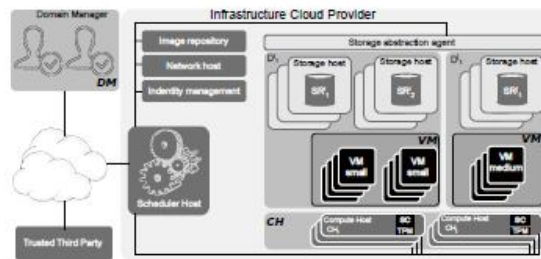 Domain Manager
DM
Infrastructure Cloud Provider
Image repository
Network host
Indentity management
Storage abstraction agent
Storage host
Storage host
Storage host
VM
VM
VM small
VM small
VM medium
Scheduler Host
Trusted Third Party
CH
Compute Host
SC
TPM
Compute Host
SC
TPM